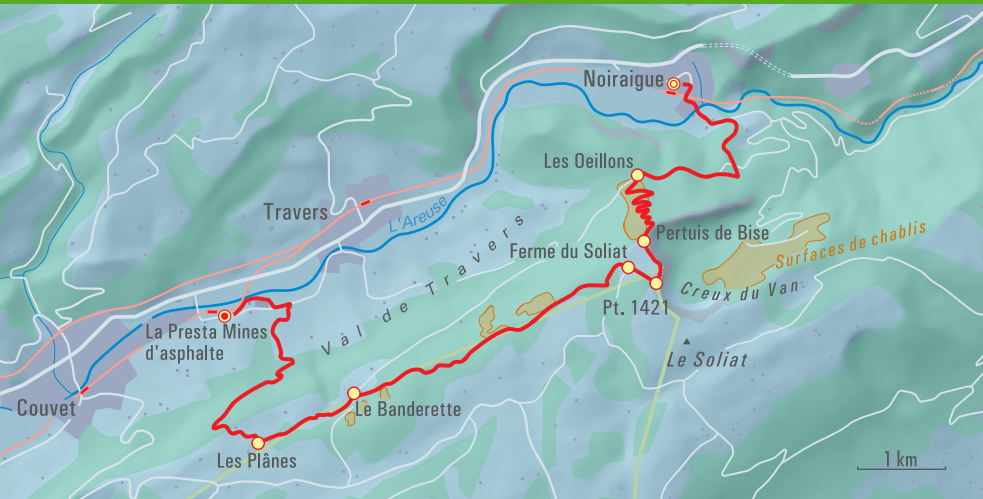 Noiraigue
Les Oeillons
Travers
L'Areuse
Pertuis de Bise
Surfaces de chablis
Ferme du Soliat
Val de Travers
Creux du Van
Pt. 1421
La Presta Mines
d'asphalte
Le Soliat
Couvet
Le Banderette
Les Plânes
1 km